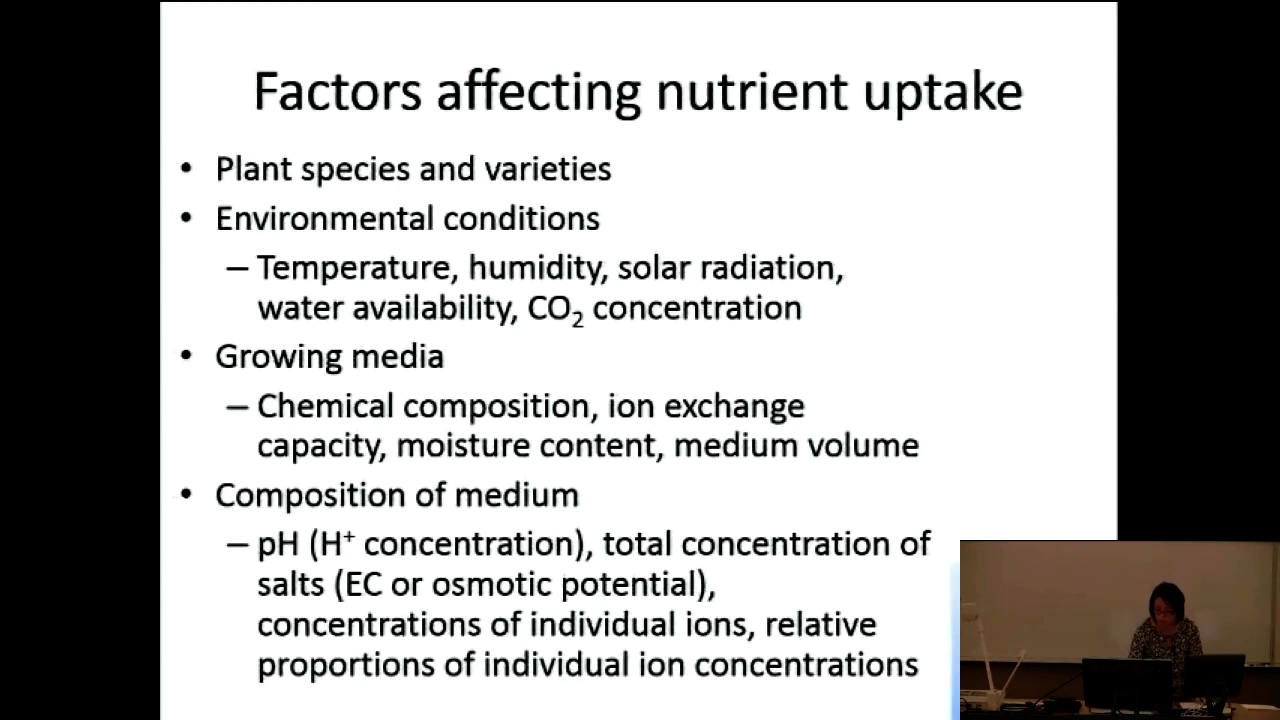 Factors affecting nutrient uptake
• Plant species and varieties
• Environmental conditions
– Temperature, humidity, solar radiation,
water availability, CO₂ concentration
• Growing media
– Chemical composition, ion exchange
capacity, moisture content, medium volume
• Composition of medium
– pH (H⁺ concentration), total concentration of
salts (EC or osmotic potential),
concentrations of individual ions, relative
proportions of individual ion concentrations